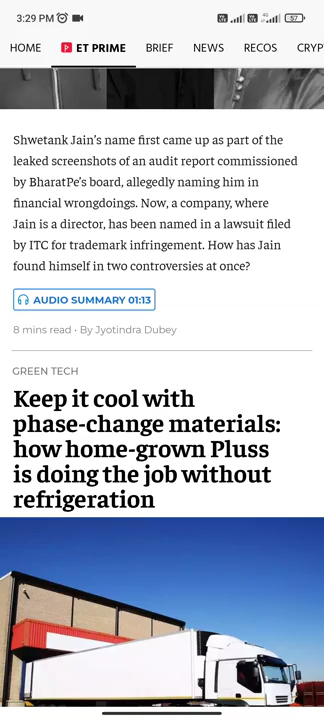 3:29 PM
57
HOME
ET PRIME
BRIEF
NEWS
RECOS
CRYP
Shwetank Jain's name first came up as part of the
leaked screenshots of an audit report commissioned
by BharatPe's board, allegedly naming him in
financial wrongdoings. Now, a company, where
Jain is a director, has been named in a lawsuit filed
by ITC for trademark infringement. How has Jain
found himself in two controversies at once?
AUDIO SUMMARY 01:13
8 mins read • By Jyotindra Dubey
GREEN TECH
Keep it cool with
phase-change materials:
how home-grown Pluss
is doing the job without
refrigeration